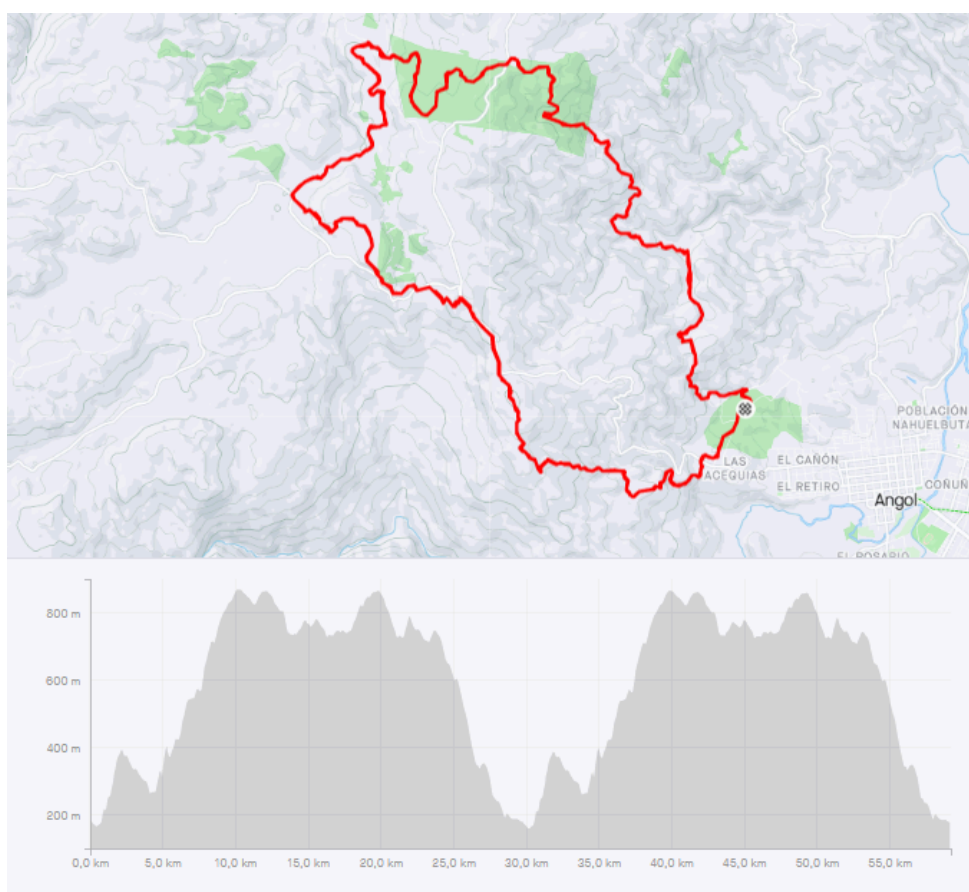 POBLACIÓN
NAHUELBUTA
LAS
ACEQUIAS
EL CAÑÓN
EL RETIRO
Angol
EL ROSARIO
800 m
600 m
400 m
200 m
0,0 km
5,0 km
10,0 km
15,0 km
20,0 km
25,0 km
30,0 km
35,0 km
40,0 km
45,0 km
50,0 km
55,0 km